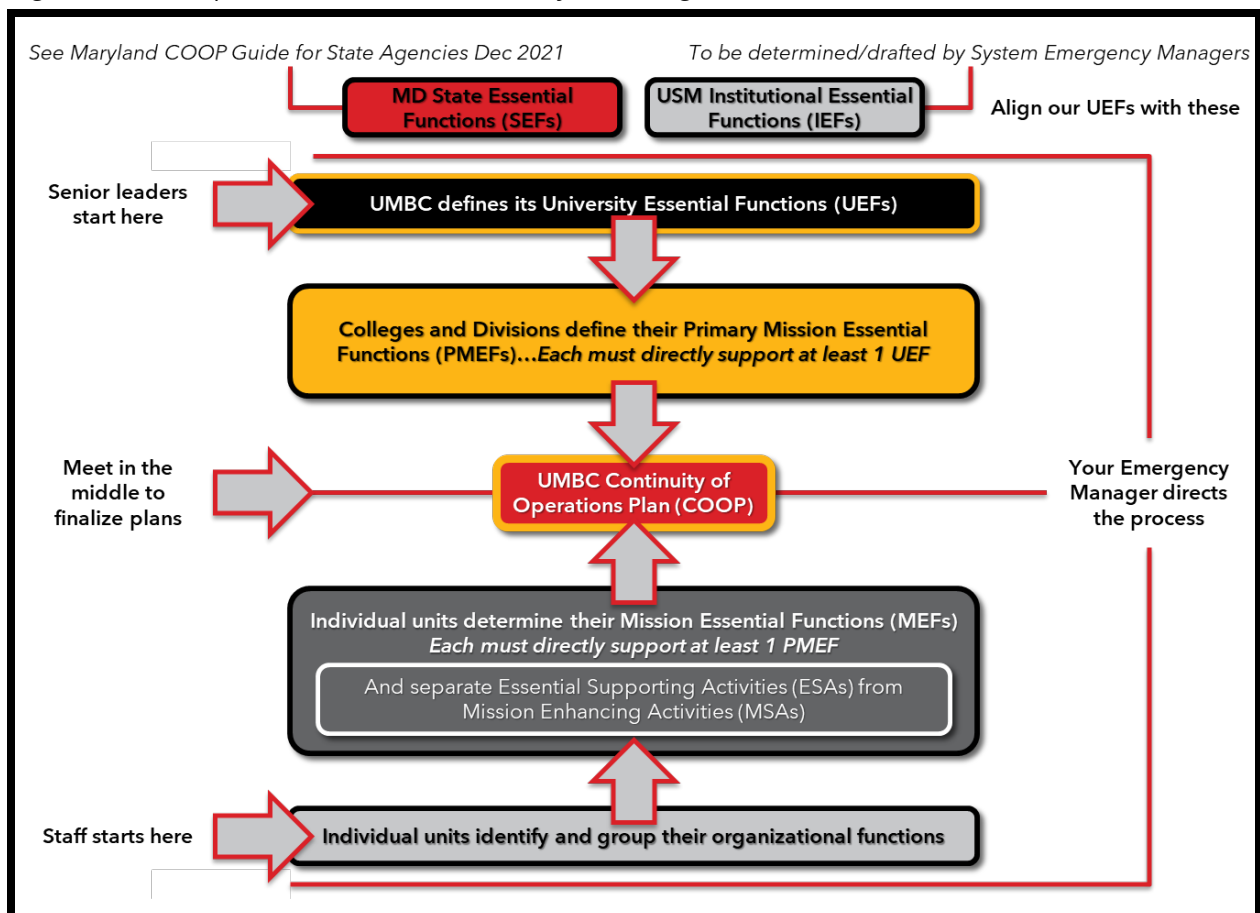 See Maryland COOP Guide for State Agencies Dec 2021
To be determined/drafted by System Emergency Managers
MD State Essential
Functions (SEFs)
USM Institutional Essential
Functions (IEFs)
Align our UEFs with these
Senior leaders
start here
UMBC defines its University Essential Functions (UEFs)
Colleges and Divisions define their Primary Mission Essential
Functions (PMEFs)...Each must directly support at least 1 UEF
Meet in the
middle to
finalize plans
UMBC Continuity of
Operations Plan (COOP)
Your Emergency
Manager directs
the process
Individual units determine their Mission Essential Functions (MEFs)
Each must directly support at least 1 PMEF
And separate Essential Supporting Activities (ESAs) from
Mission Enhancing Activities (MSAs)
Staff starts here
Individual units identify and group their organizational functions